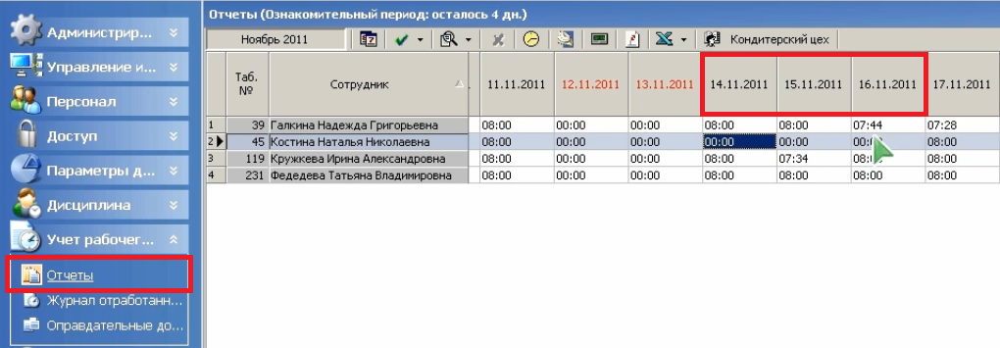 Администрир...
Управление и...
Персонал
Доступ
Параметры д...
Дисциплина
Учет рабочег...
Отчеты
Журнал отработанн...
Оправдательные до...
Отчеты (Ознакомительный период: осталось 4 дн.)
Ноябрь 2011 Кондитерский цех
Таб. № Сотрудник 11.11.2011 12.11.2011 13.11.2011 14.11.2011 15.11.2011 16.11.2011 17.11.2011
1 39 Галкина Надежда Григорьевна 08:00 00:00 00:00 08:00 08:00 07:44 07:28
2 45 Костина Наталья Николаевна 08:00 00:00 00:00 00:00 00:00 08:00
3 119 Кружкева Ирина Александровна 08:00 00:00 00:00 08:00 07:34 08:00
4 231 Федедева Татьяна Владимировна 08:00 00:00 00:00 08:00 08:00 08:00 08:00